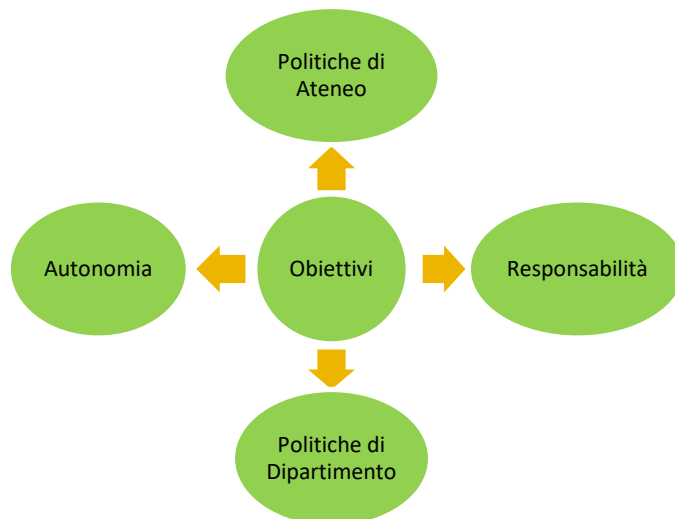 Politiche di
Ateneo
Autonomia
Obiettivi
Responsabilità
Politiche di
Dipartimento